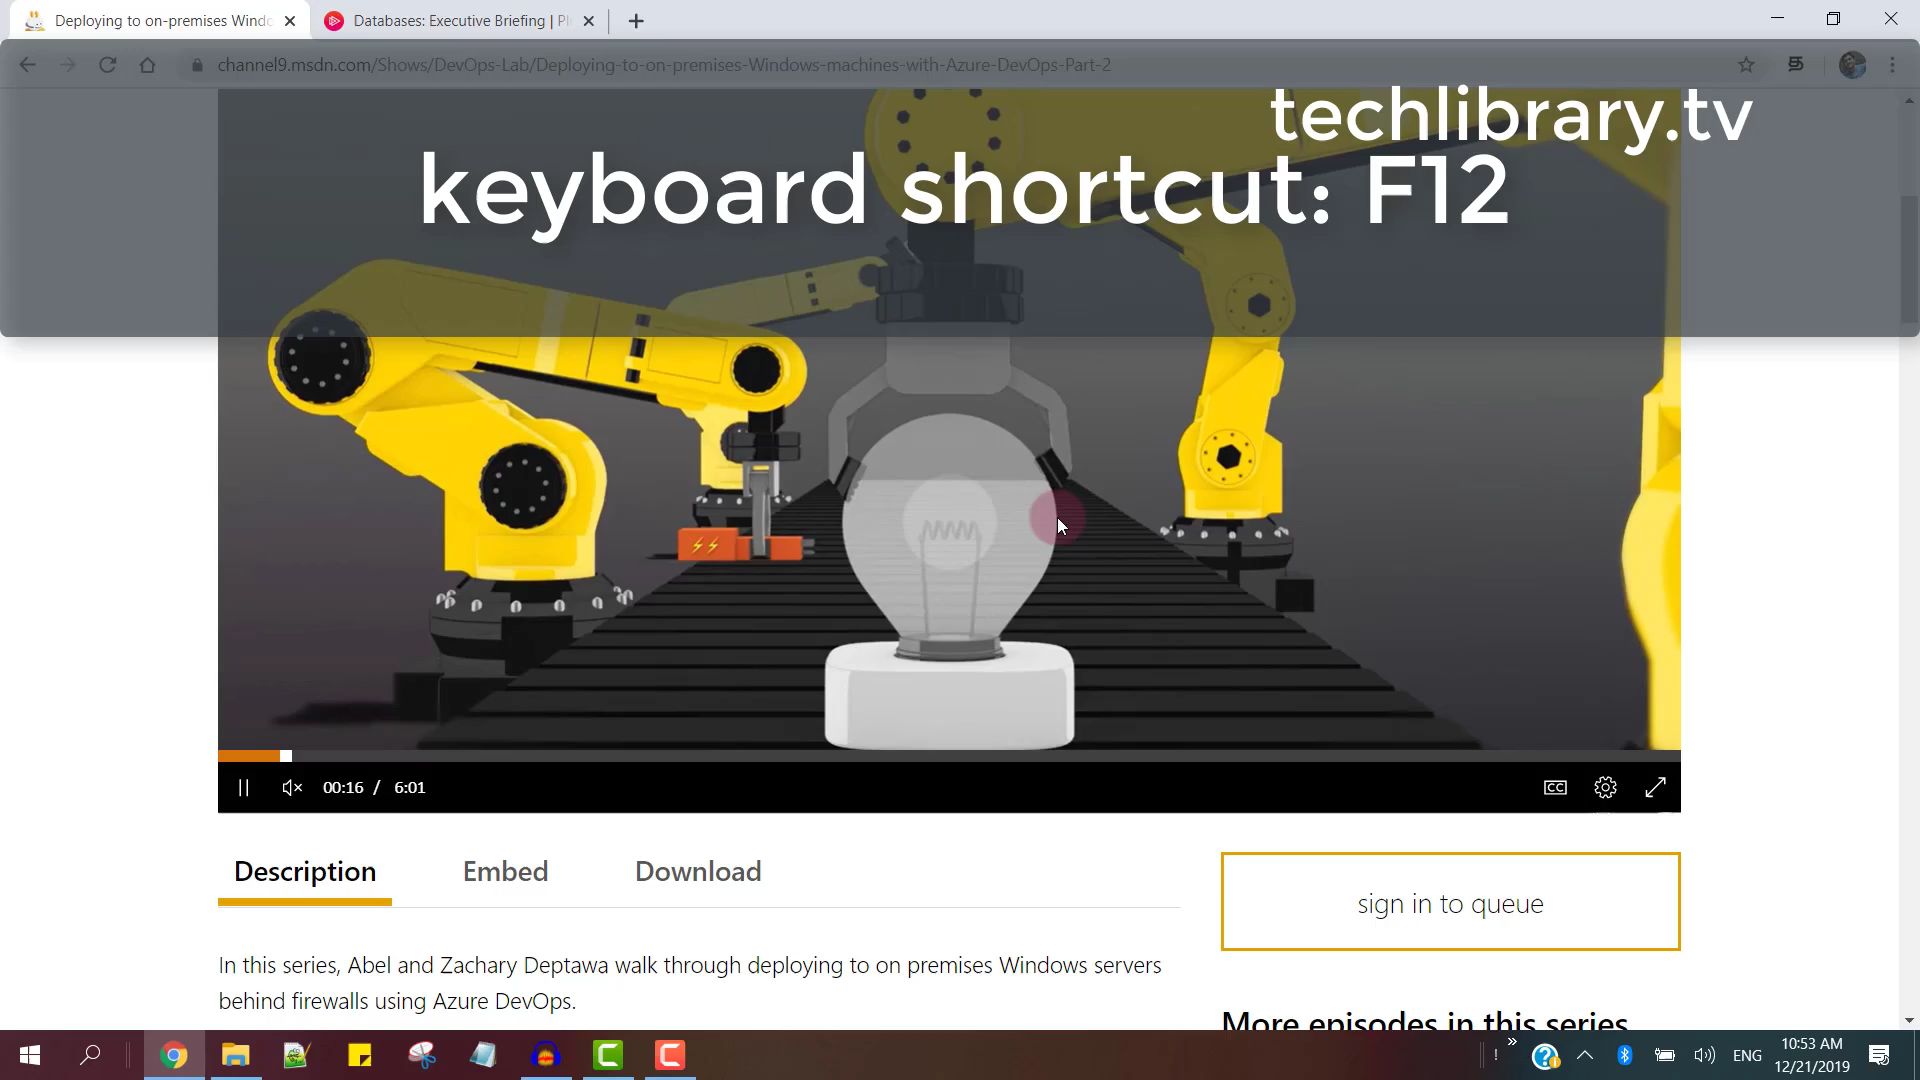 Deploying to on-premises Windo
Databases: Executive Briefing | Pl
channel9.msdn.com/Shows/DevOps-Lab/Deploying-to-on-premises-Windows-machines-with-Azure-DevOps-Part-2
techlibrary.tv
keyboard shortcut: F12
00:16 / 6:01
CC
Description Embed Download
sign in to queue
In this series, Abel and Zachary Deptawa walk through deploying to on premises Windows servers
behind firewalls using Azure DevOps.
More episodes in this series
ENG
10:53 AM
12/21/2019